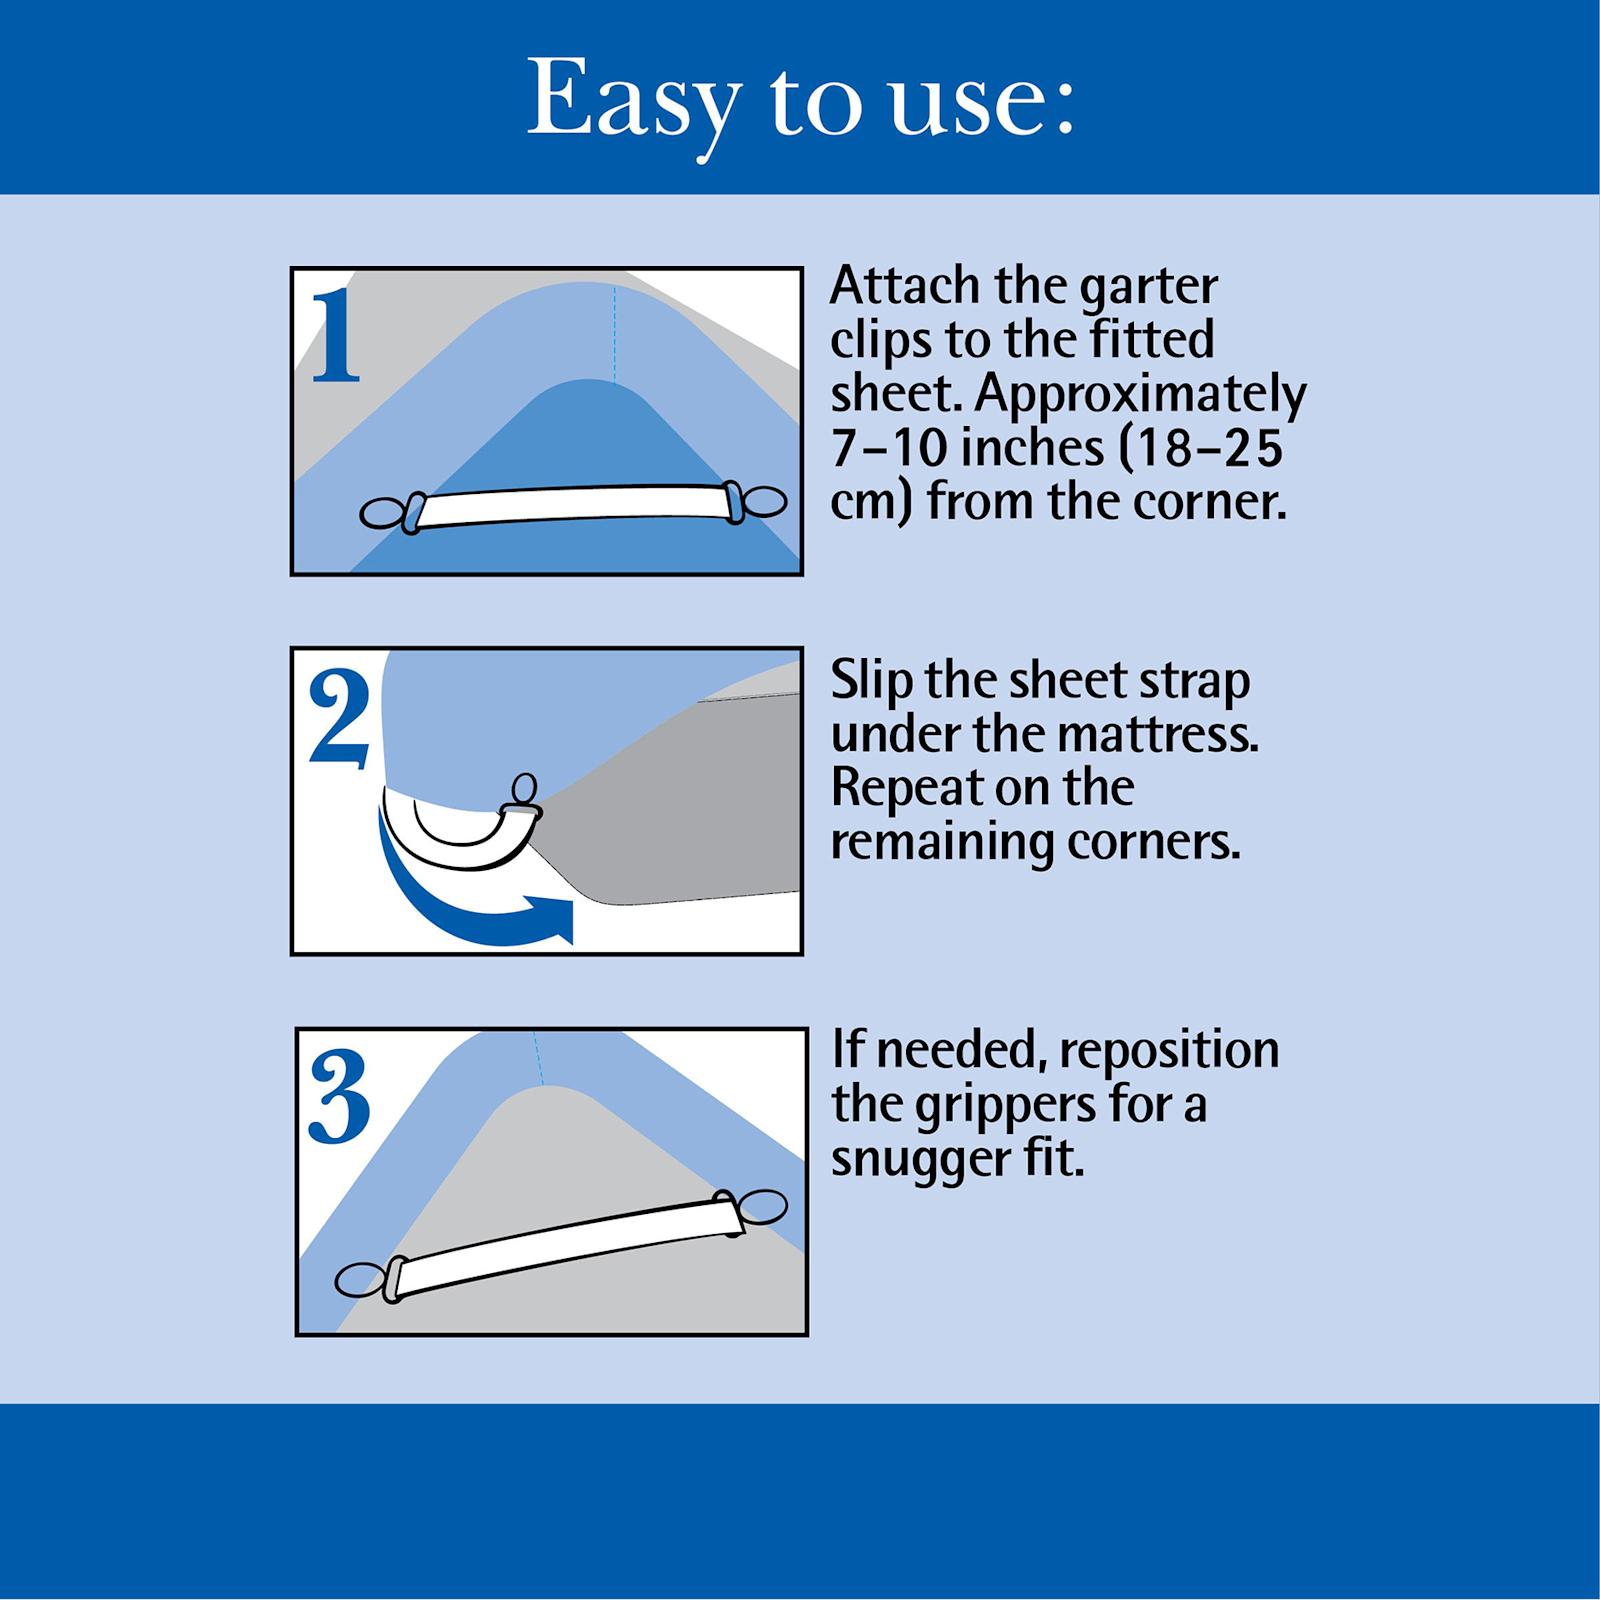 Easy to use:
1
Attach the garter
clips to the fitted
sheet. Approximately
7–10 inches (18–25
cm) from the corner.
2
Slip the sheet strap
under the mattress.
Repeat on the
remaining corners.
3
If needed, reposition
the grippers for a
snugger fit.